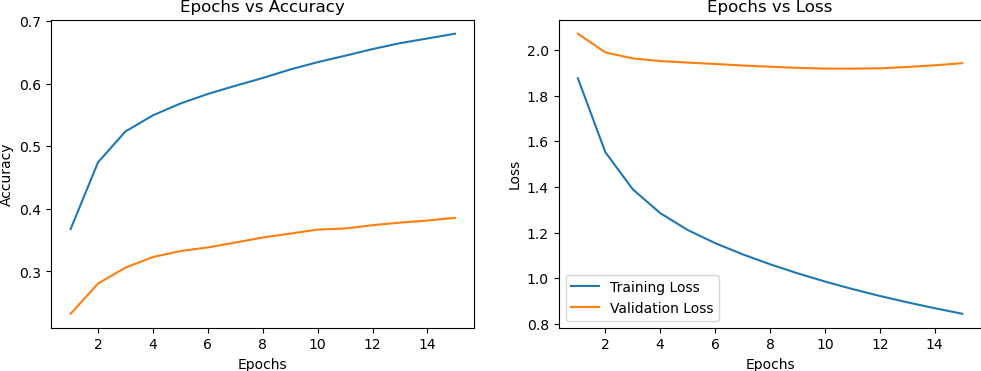 Epochs vs Accuracy
0.7
0.6
0.5
0.4
0.3
Accuracy
2 4 6 8 10 12 14
Epochs
Epochs vs Loss
2.0
1.8
1.6
1.4
1.2
1.0
0.8
Loss
Training Loss
Validation Loss
2 4 6 8 10 12 14
Epochs